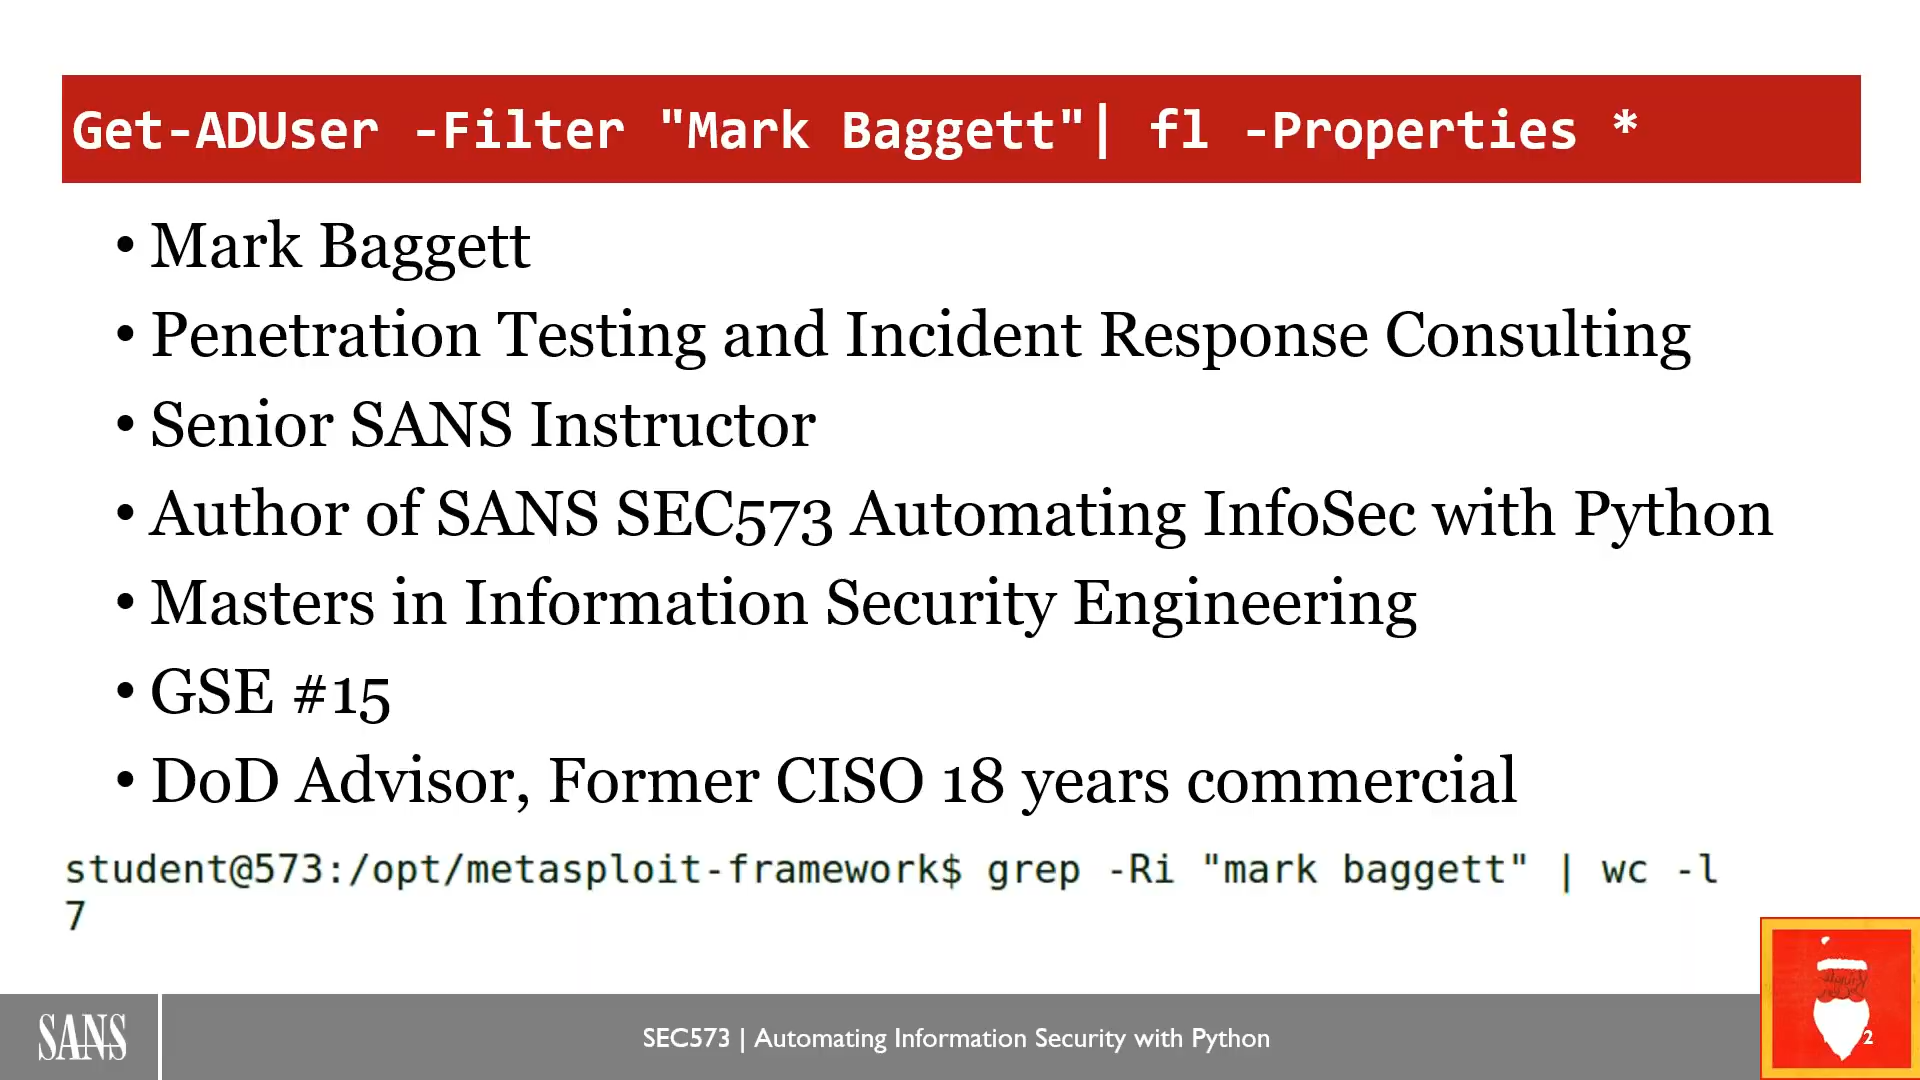 Get-ADUser -Filter "Mark Baggett"| fl -Properties *
• Mark Baggett
• Penetration Testing and Incident Response Consulting
• Senior SANS Instructor
• Author of SANS SEC573 Automating InfoSec with Python
• Masters in Information Security Engineering
• GSE #15
• DoD Advisor, Former CISO 18 years commercial
student@573:/opt/metasploit-framework$ grep -Ri "mark baggett" | wc -l
7
SANS
SEC573 | Automating Information Security with Python
2